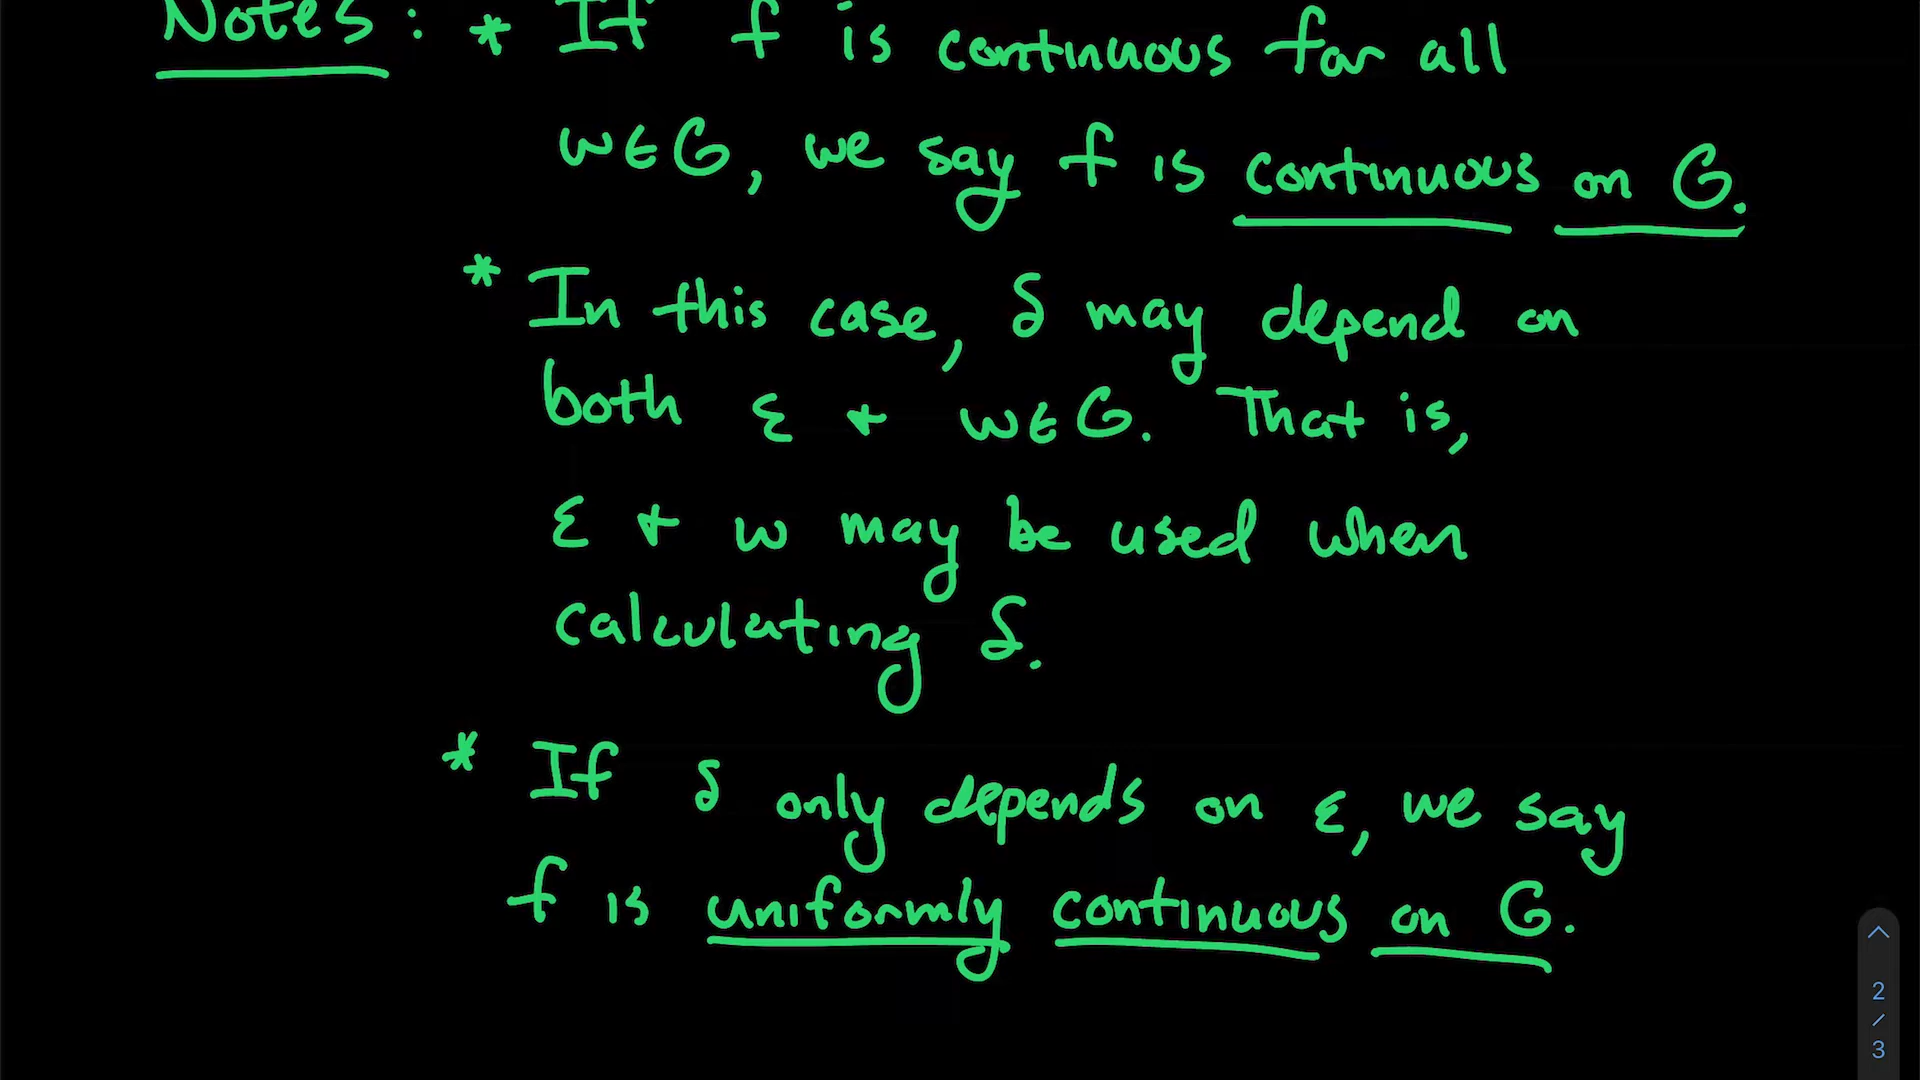 Notes: * If f is continuous for all
w∈G, we say f is continuous on G.
* In this case, δ may depend on
both ε + w∈G. That is,
ε + w may be used when
calculating δ.
* If δ only depends on ε, we say
f is uniformly continuous on G.
2
/
3